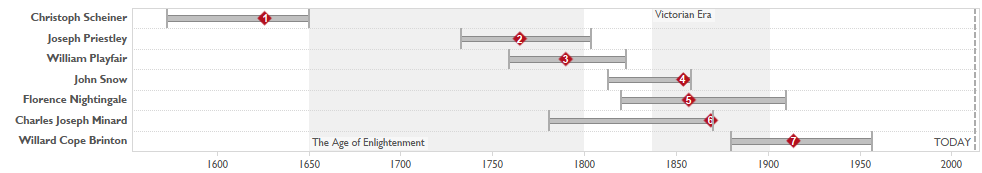 Christoph Scheiner
1
Victorian Era
Joseph Priestley
2
William Playfair
3
John Snow
4
Florence Nightingale
5
Charles Joseph Minard
6
Willard Cope Brinton
The Age of Enlightenment
7
TODAY
1600 1650 1700 1750 1800 1850 1900 1950 2000